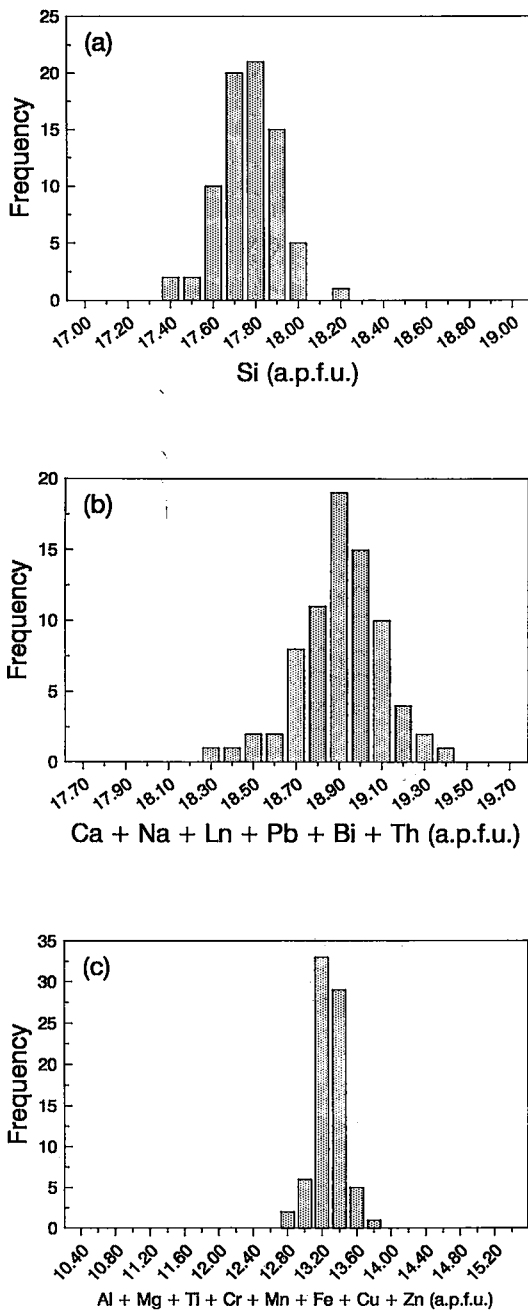 (a)
Frequency
25
20
15
10
5
0
17.00 17.20 17.40 17.60 17.80 18.00 18.20 18.40 18.60 18.80 19.00
Si (a.p.f.u.)
(b)
Frequency
20
15
10
5
0
17.70 17.90 18.10 18.30 18.50 18.70 18.90 19.10 19.30 19.50 19.70
Ca + Na + Ln + Pb + Bi + Th (a.p.f.u.)
(c)
Frequency
35
30
25
20
15
10
5
0
10.40 10.80 11.20 11.60 12.00 12.40 12.80 13.20 13.60 14.00 14.40 14.80 15.20
Al + Mg + Ti + Cr + Mn + Fe + Cu + Zn (a.p.f.u.)